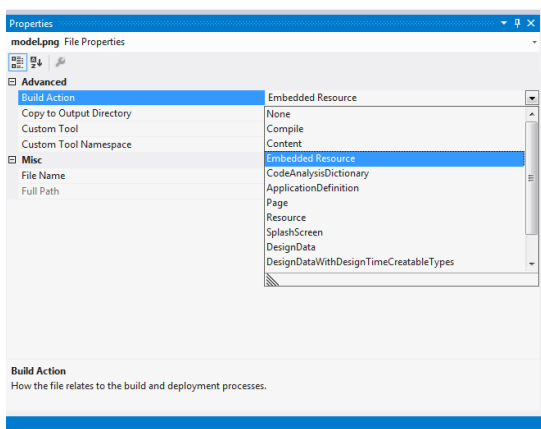 Properties
model.png File Properties
Advanced
Build Action Embedded Resource
Copy to Output Directory None
Custom Tool Compile
Custom Tool Namespace Content
Misc Embedded Resource
File Name CodeAnalysisDictionary
Full Path ApplicationDefinition
Page
Resource
SplashScreen
DesignData
DesignDataWithDesignTimeCreatableTypes
Build Action
How the file relates to the build and deployment processes.